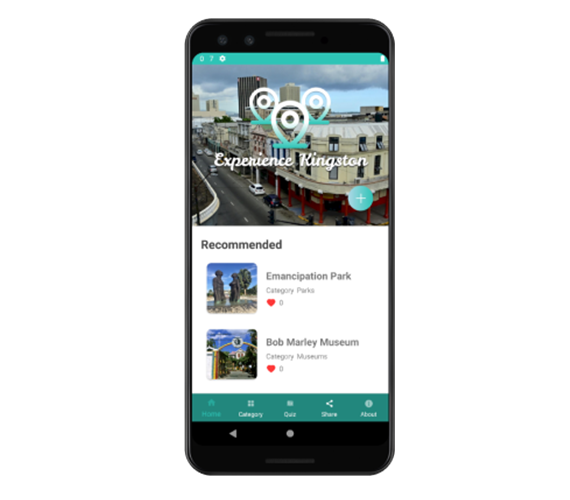 0 7
Experience Kingston
+
Recommended
Emancipation Park
Category Parks
0
Bob Marley Museum
Category Museums
0
Home Category Quiz Share About